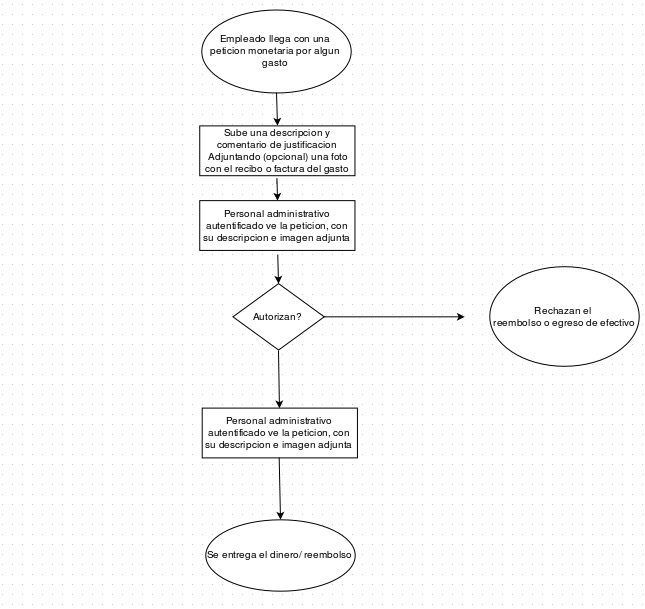 Empleado llega con una
peticion monetaria por algun
gasto
Sube una descripcion y
comentario de justificacion
Adjuntando (opcional) una foto
con el recibo o factura del gasto
Personal administrativo
autentificado ve la peticion, con
su descripcion e imagen adjunta
Autorizan?
Rechazan el
reembolso o egreso de efectivo
Personal administrativo
autentificado ve la peticion, con
su descripcion e imagen adjunta
Se entrega el dinero/ reembolso